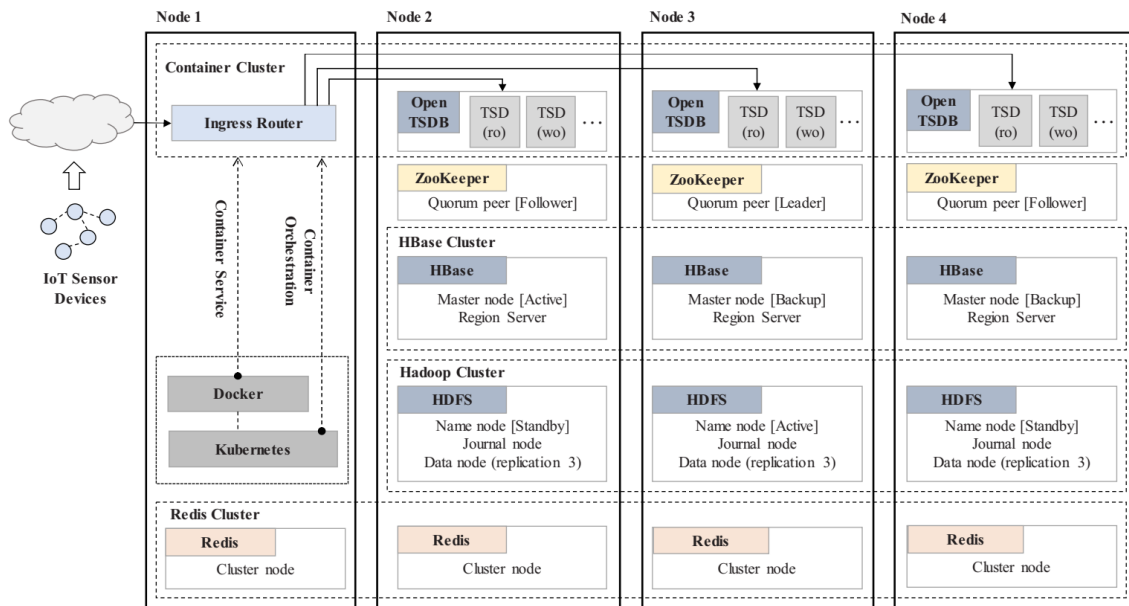 Node 1
Node 2
Node 3
Node 4
Container Cluster
Ingress Router
Open
TSDB
TSD
(ro)
TSD
(wo)
...
Open
TSDB
TSD
(ro)
TSD
(wo)
...
Open
TSDB
TSD
(ro)
TSD
(wo)
...
IoT Sensor
Devices
Container
Service
Container
Orchestration
Docker
Kubernetes
ZooKeeper
Quorum peer [Follower]
ZooKeeper
Quorum peer [Leader]
ZooKeeper
Quorum peer [Follower]
HBase Cluster
HBase
Master node [Active]
Region Server
HBase
Master node [Backup]
Region Server
HBase
Master node [Backup]
Region Server
Hadoop Cluster
HDFS
Name node [Standby]
Journal node
Data node (replication 3)
HDFS
Name node [Active]
Journal node
Data node (replication 3)
HDFS
Name node [Standby]
Journal node
Data node (replication 3)
Redis Cluster
Redis
Cluster node
Redis
Cluster node
Redis
Cluster node
Redis
Cluster node